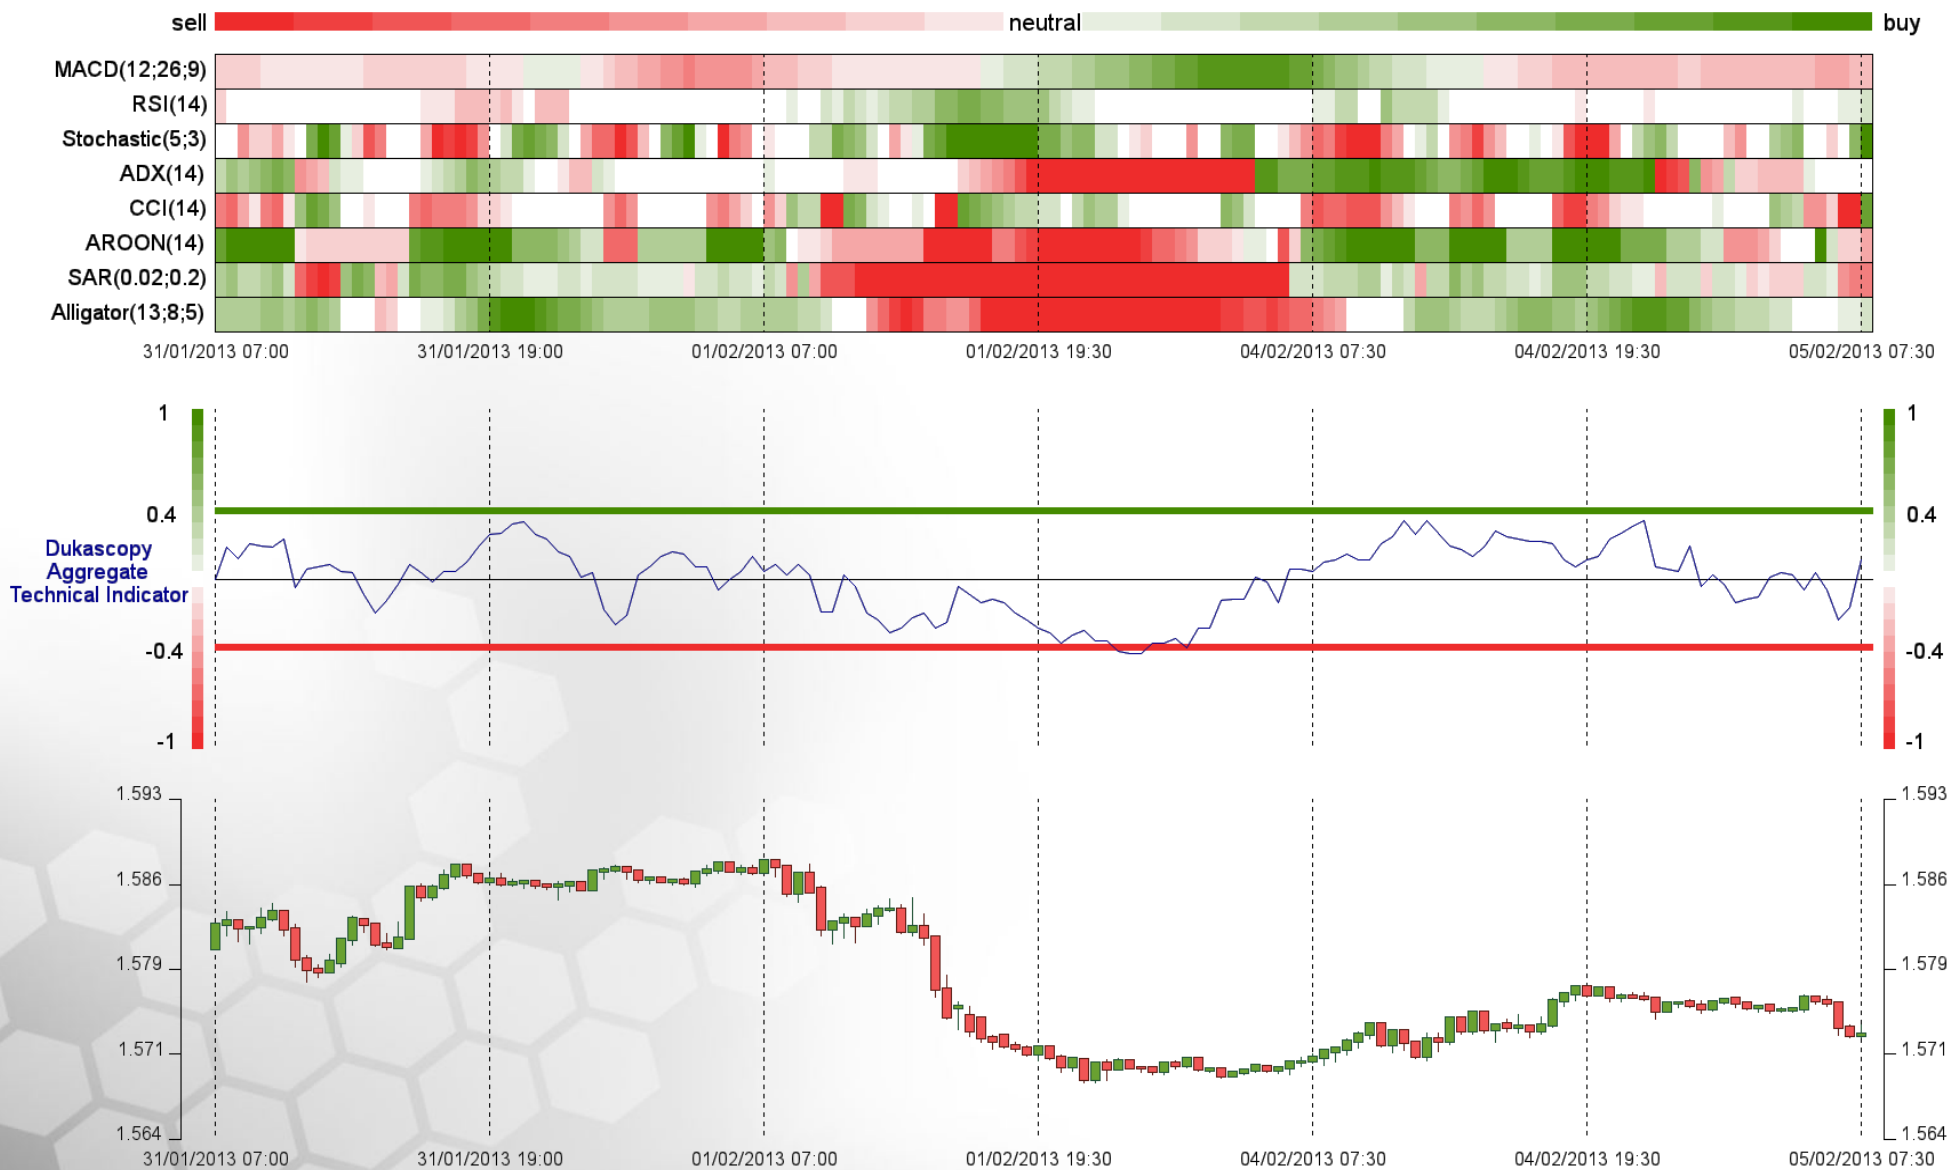 sell neutral buy
MACD(12;26;9)
RSI(14)
Stochastic(5;3)
ADX(14)
CCI(14)
AROON(14)
SAR(0.02;0.2)
Alligator(13;8;5)
31/01/2013 07:00 31/01/2013 19:00 01/02/2013 07:00 01/02/2013 19:30 04/02/2013 07:30 04/02/2013 19:30 05/02/2013 07:30
1 1
0.4 0.4
Dukascopy
Aggregate
Technical Indicator
-0.4 -0.4
-1 -1
1.593 1.593
1.586 1.586
1.579 1.579
1.571 1.571
1.564 1.564
31/01/2013 07:00 31/01/2013 19:00 01/02/2013 07:00 01/02/2013 19:30 04/02/2013 07:30 04/02/2013 19:30 05/02/2013 07:30